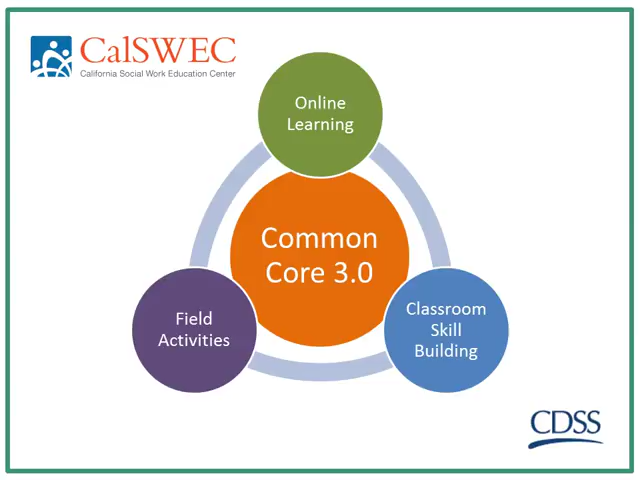 CalSWEC
California Social Work Education Center
Online
Learning
Common
Core 3.0
Field
Activities
Classroom
Skill
Building
CDSS